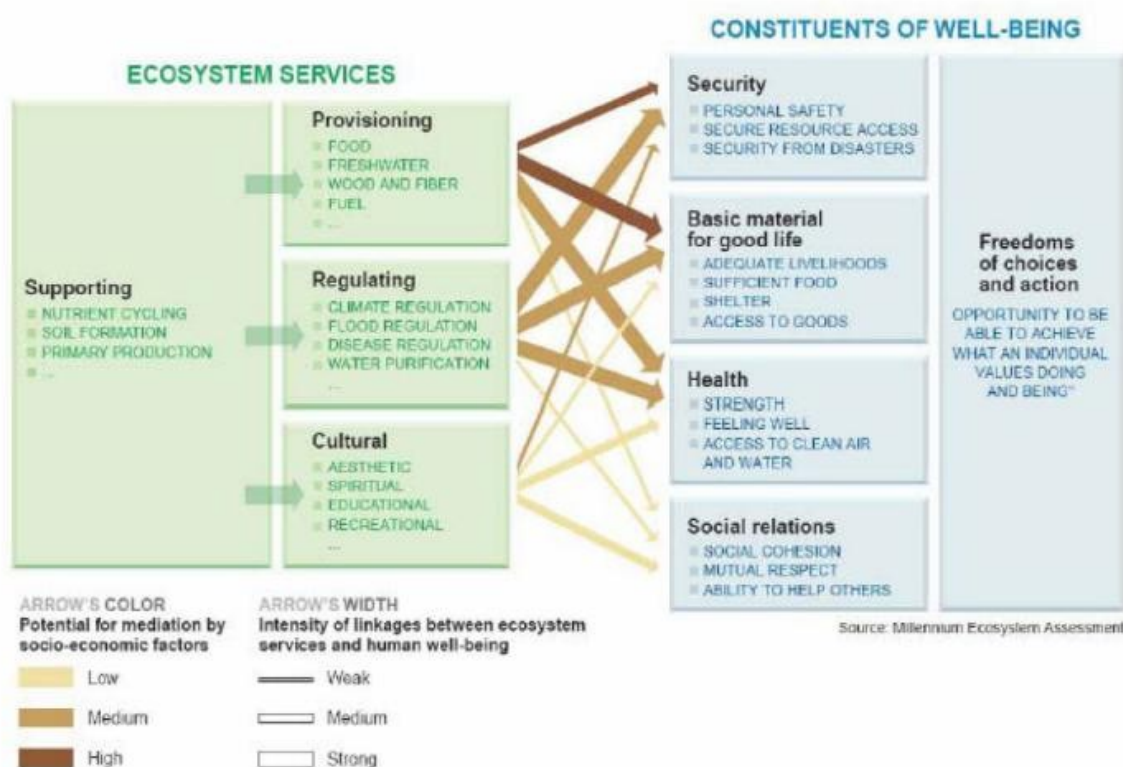 CONSTITUENTS OF WELL-BEING
ECOSYSTEM SERVICES
Supporting
NUTRIENT CYCLING
SOIL FORMATION
PRIMARY PRODUCTION
...
Provisioning
FOOD
FRESHWATER
WOOD AND FIBER
FUEL
...
Regulating
CLIMATE REGULATION
FLOOD REGULATION
DISEASE REGULATION
WATER PURIFICATION
...
Cultural
AESTHETIC
SPIRITUAL
EDUCATIONAL
RECREATIONAL
...
Security
PERSONAL SAFETY
SECURE RESOURCE ACCESS
SECURITY FROM DISASTERS
Basic material
for good life
ADEQUATE LIVELIHOODS
SUFFICIENT FOOD
SHELTER
ACCESS TO GOODS
Health
STRENGTH
FEELING WELL
ACCESS TO CLEAN AIR
AND WATER
Social relations
SOCIAL COHESION
MUTUAL RESPECT
ABILITY TO HELP OTHERS
Freedoms
of choices
and action
OPPORTUNITY TO BE
ABLE TO ACHIEVE
WHAT AN INDIVIDUAL
VALUES DOING
AND BEING"
Source: Millennium Ecosystem Assessment
ARROW'S COLOR
Potential for mediation by
socio-economic factors
Low
Medium
High
ARROW'S WIDTH
Intensity of linkages between ecosystem
services and human well-being
Weak
Medium
Strong